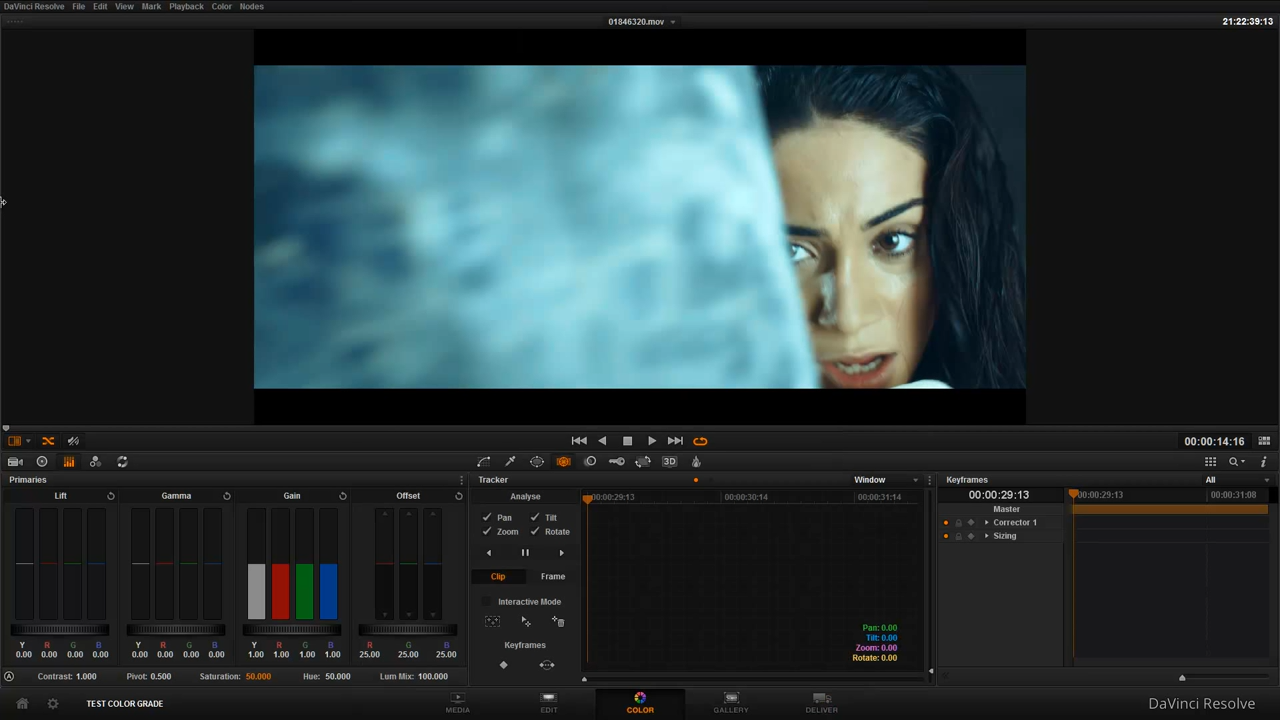 DaVinci Resolve File Edit View Mark Playback Color Nodes
01846320.mov 21:22:39:13
00:00:14:16
3D
Primaries
Lift Gamma Gain Offset
Y R G B Y R G B Y R G B R G B
0.00 0.00 0.00 0.00 0.00 0.00 0.00 0.00 1.00 1.00 1.00 1.00 25.00 25.00 25.00
A Contrast: 1.000 Pivot: 0.500 Saturation: 50.000 Hue: 50.000 Lum Mix: 100.000
Tracker Window
Analyse
Pan Tilt
Zoom Rotate
Clip Frame
Interactive Mode
Keyframes
00:00:29:13 00:00:30:14 00:00:31:14
Pan: 0.00
Tilt: 0.00
Zoom: 0.00
Rotate: 0.00
Keyframes All
00:00:29:13 00:00:29:13 00:00:31:08
Master
Corrector 1
Sizing
TEST COLOR GRADE
MEDIA EDIT COLOR GALLERY DELIVER
DaVinci Resolve